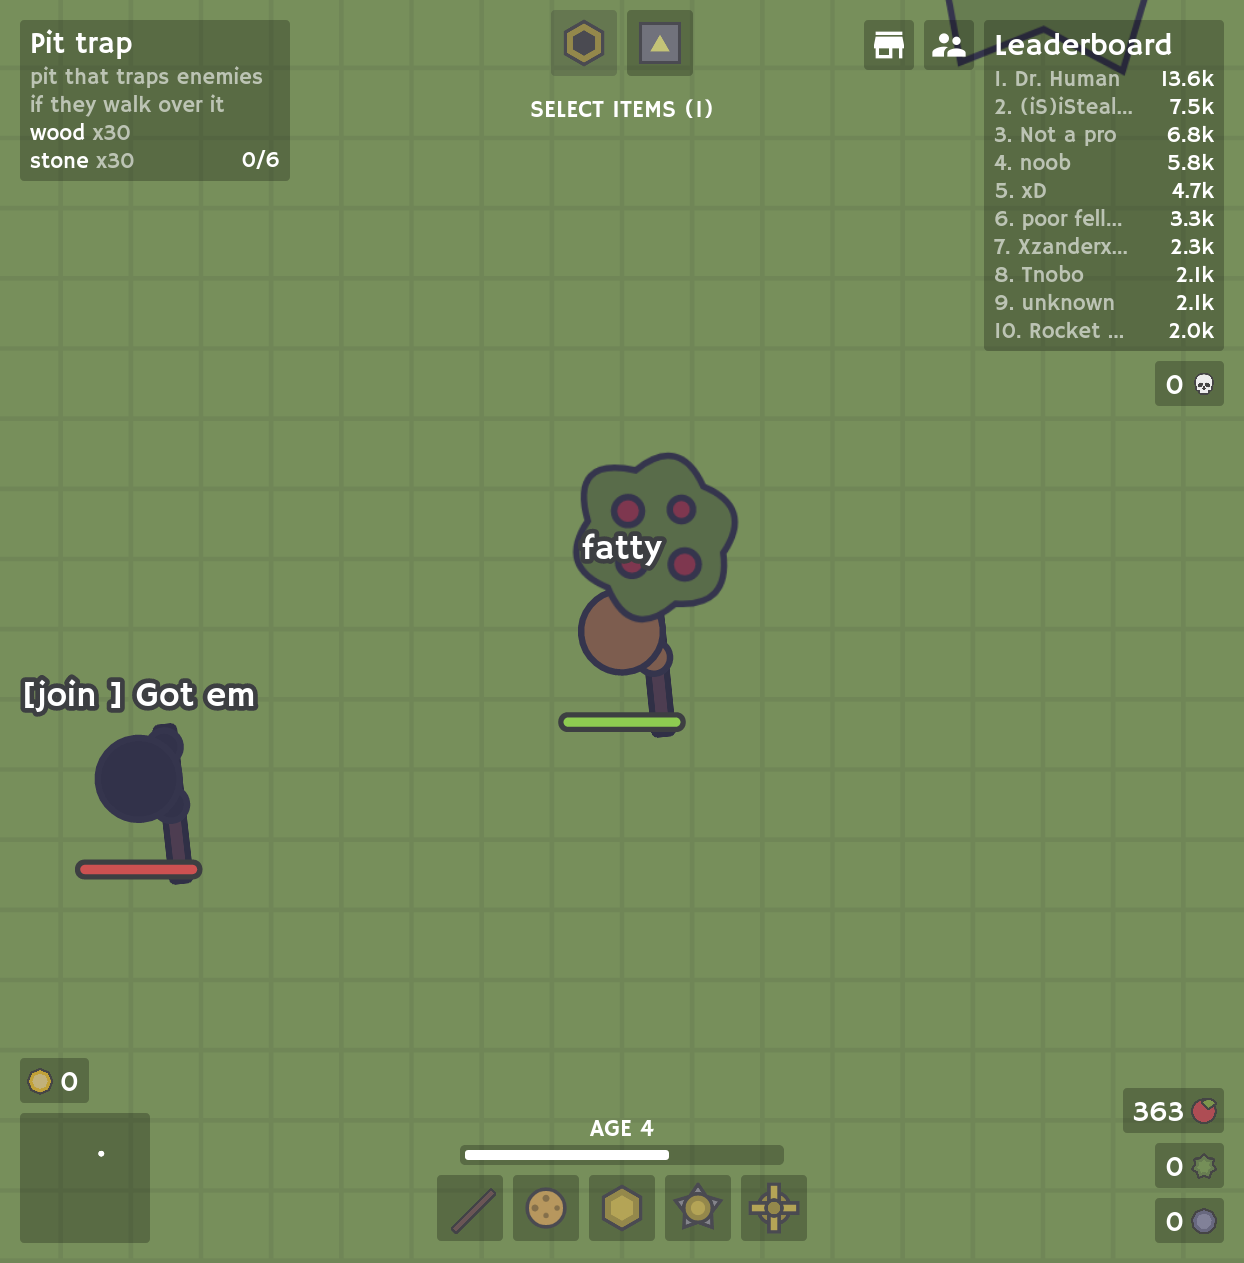 Pit trap
pit that traps enemies
if they walk over it
wood x30
stone x30 0/6
SELECT ITEMS (1)
Leaderboard
1. Dr. Human 13.6k
2. (iS)iSteal... 7.5k
3. Not a pro 6.8k
4. noob 5.8k
5. xD 4.7k
6. poor fell... 3.3k
7. Xzanderx... 2.3k
8. Tnobo 2.1k
9. unknown 2.1k
10. Rocket ... 2.0k
0
fatty
[join ] Got em
0
AGE 4
363
0
0